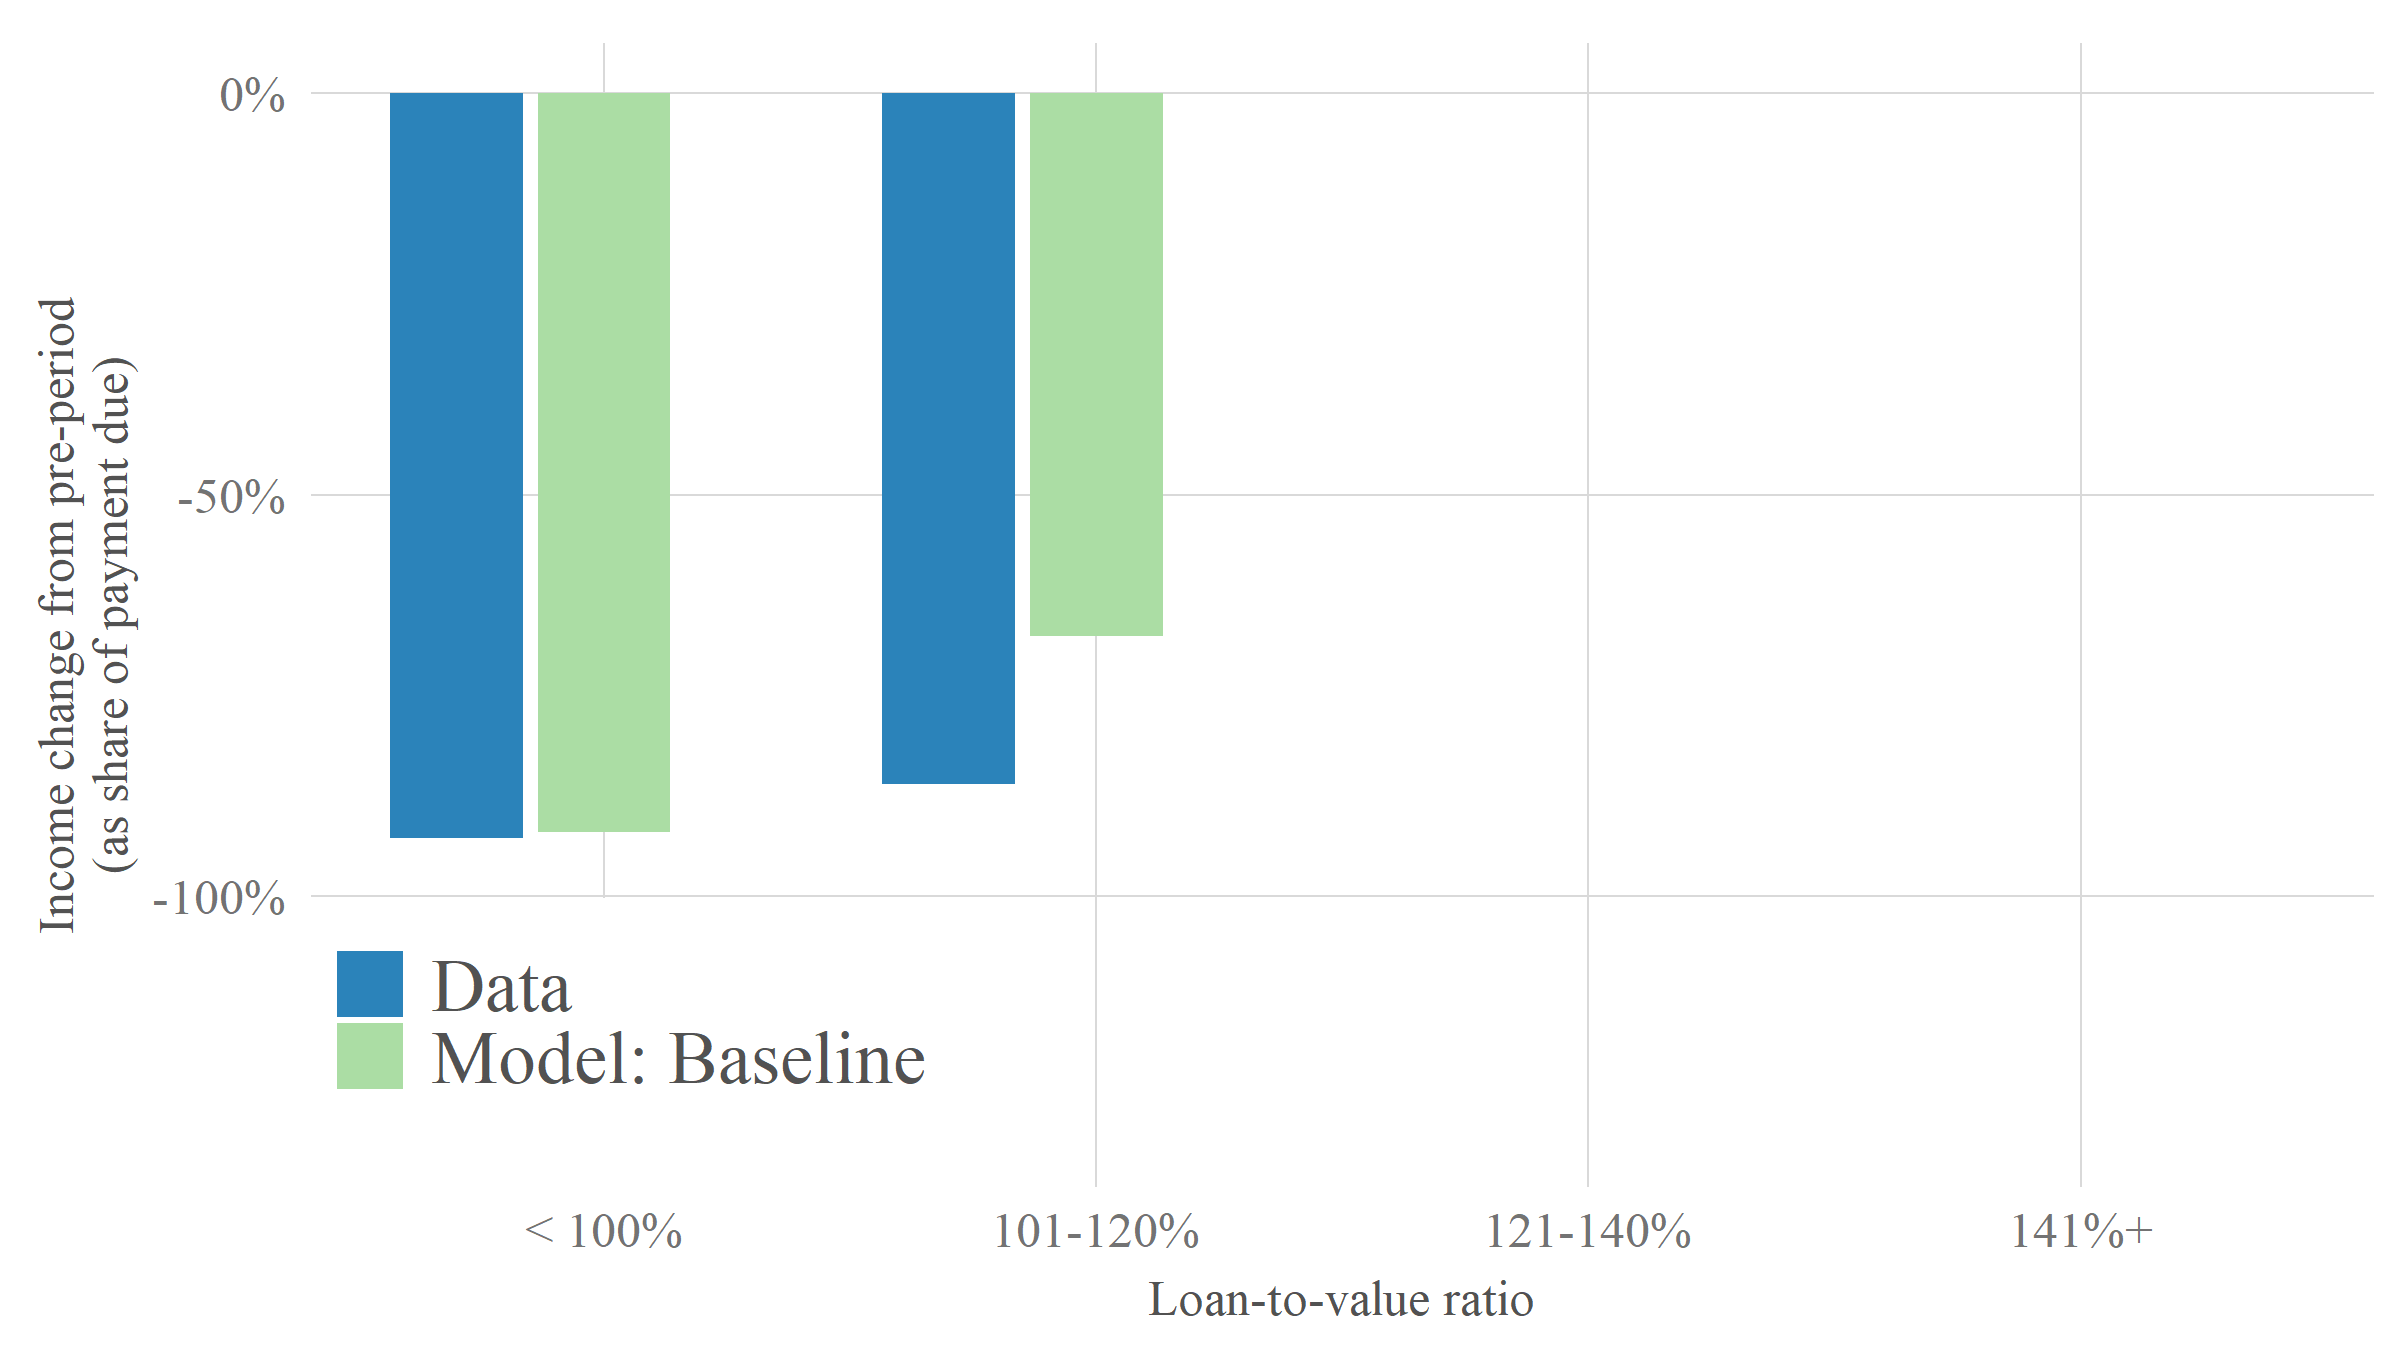 0%
-50%
-100%
Income change from pre-period
(as share of payment due)
Data
Model: Baseline
< 100%
101-120%
121-140%
141%+
Loan-to-value ratio